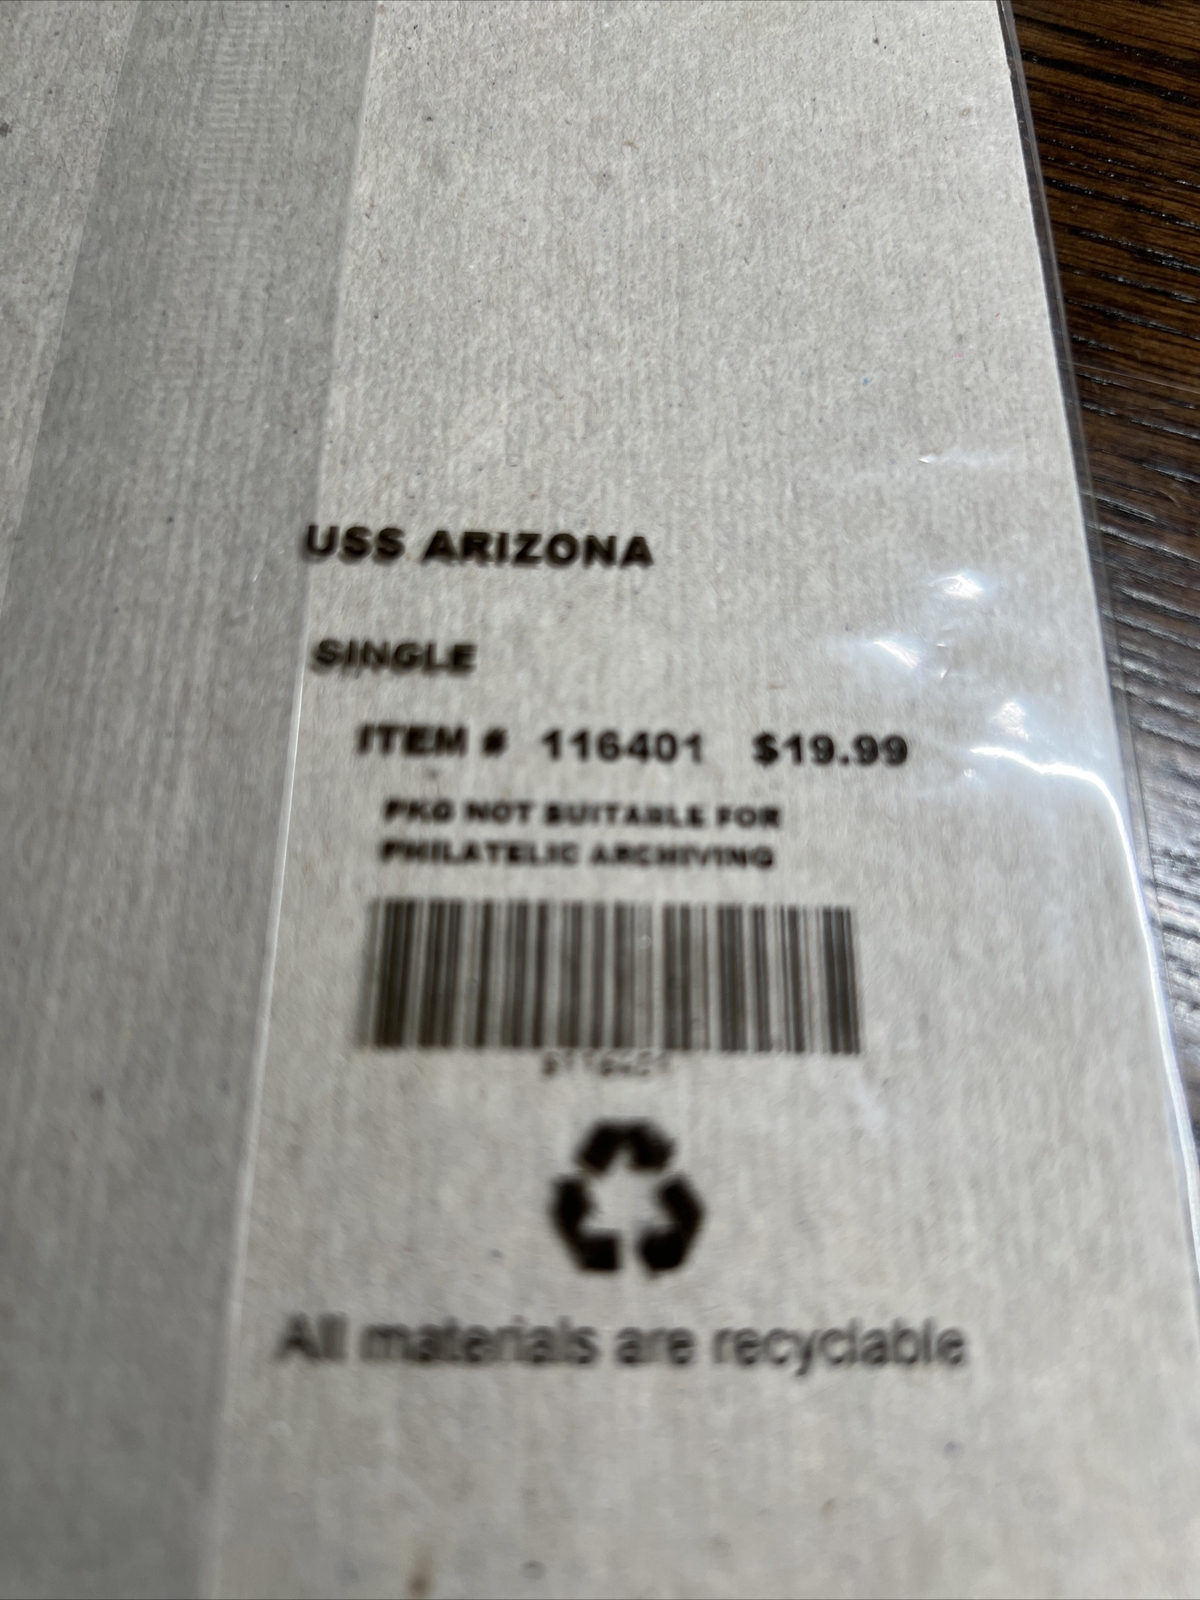 USS ARIZONA
SINGLE
ITEM # 116401 $19.99
PKG NOT SUITABLE FOR
PHILATELIC ARCHIVING
All materials are recyclable